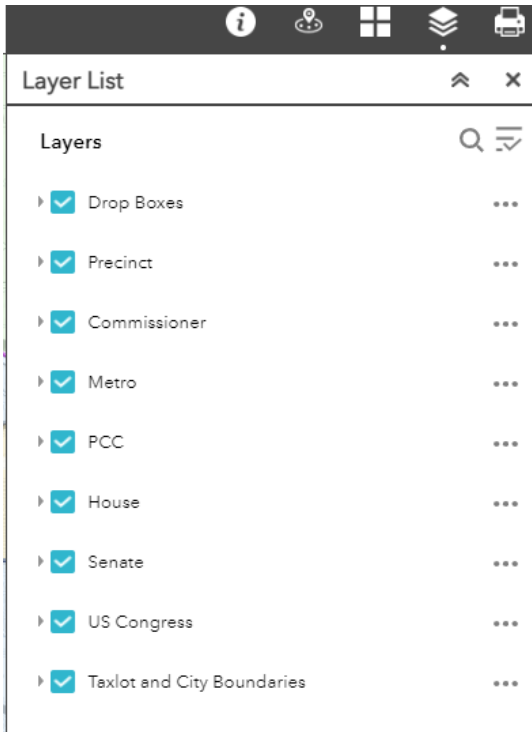 Layer List
Layers
Drop Boxes
Precinct
Commissioner
Metro
PCC
House
Senate
US Congress
Taxlot and City Boundaries